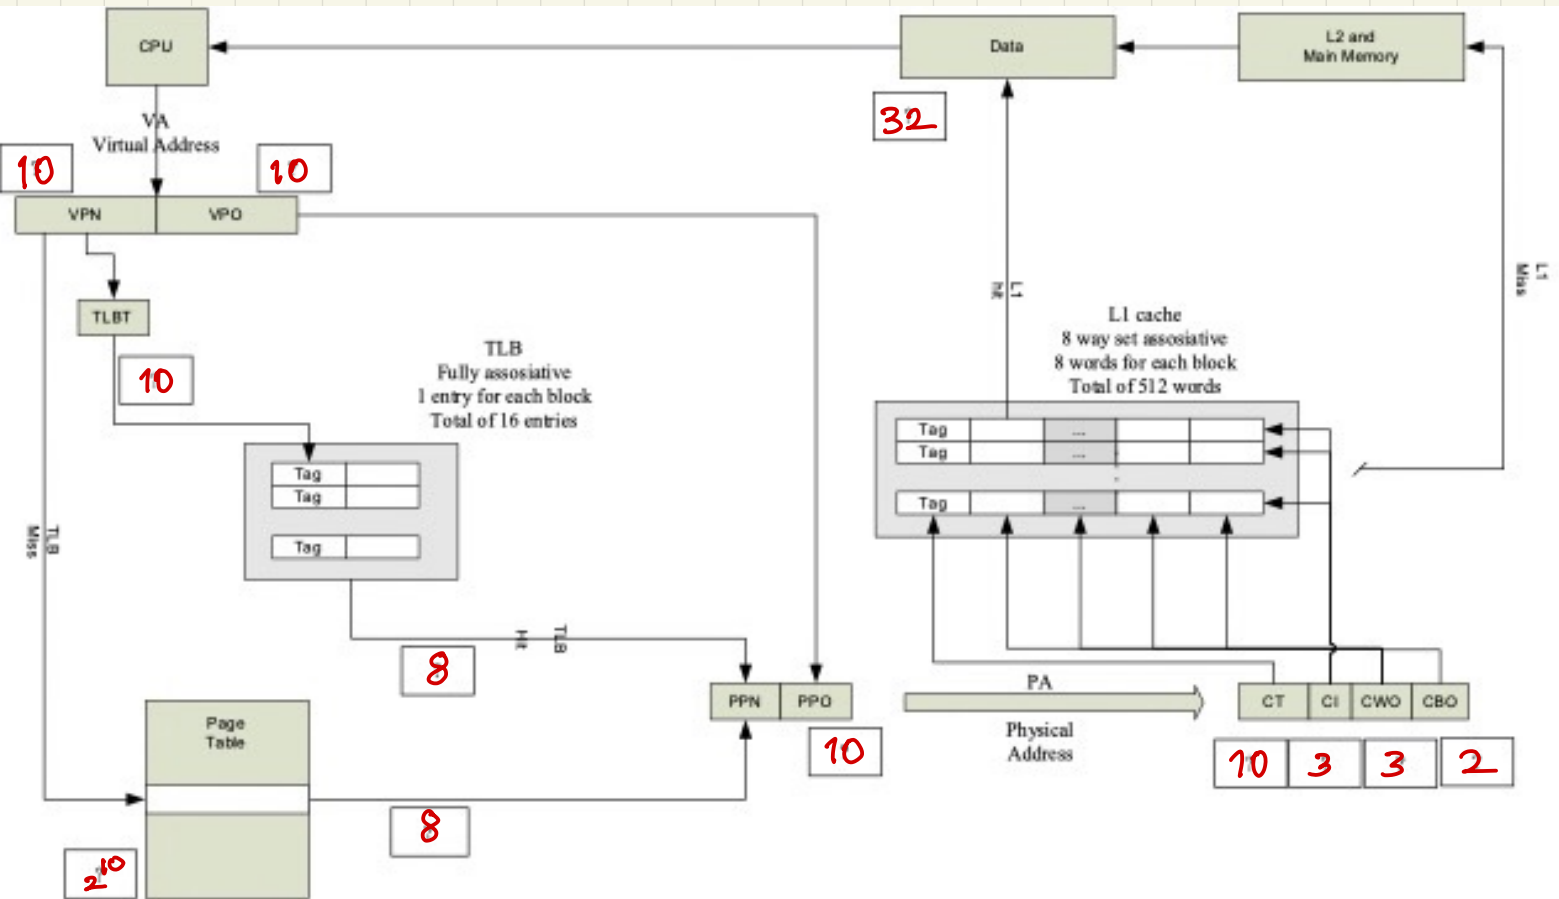 CPU
Data
L2 and
Main Memory
32
VA
Virtual Address
10
10
VPN
VPO
L1
hit
L1
Miss
TLBT
10
TLB
Fully assosiative
1 entry for each block
Total of 16 entries
L1 cache
8 way set assosiative
8 words for each block
Total of 512 words
Tag
Tag
Tag
Tag
...
Tag
...
Tag
...
TLB
Miss
TLB
Hit
8
PPN
PPO
10
PA
Physical
Address
CT
CI
CWO
CBO
10
3
3
2
Page
Table
8
2^10